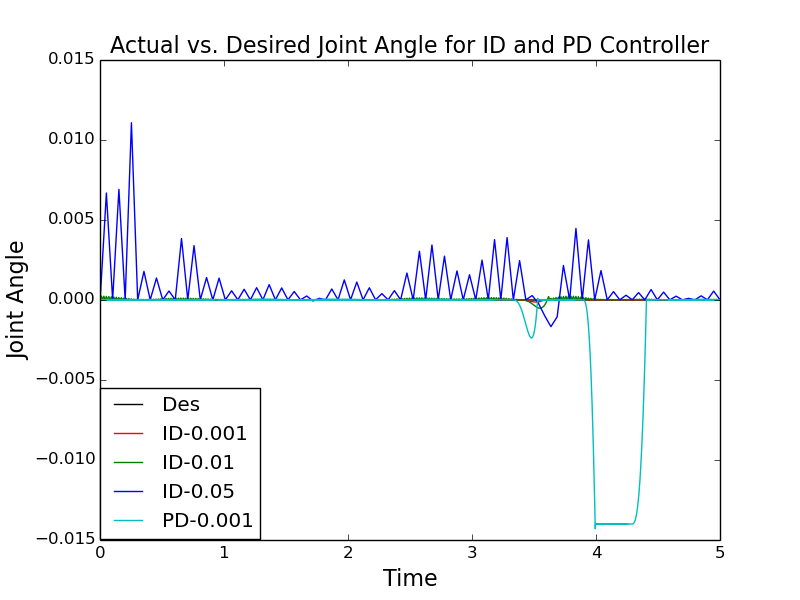 Actual vs. Desired Joint Angle for ID and PD Controller
0.015
0.010
0.005
0.000
−0.005
−0.010
−0.015
Joint Angle
Des
ID-0.001
ID-0.01
ID-0.05
PD-0.001
0 1 2 3 4 5
Time